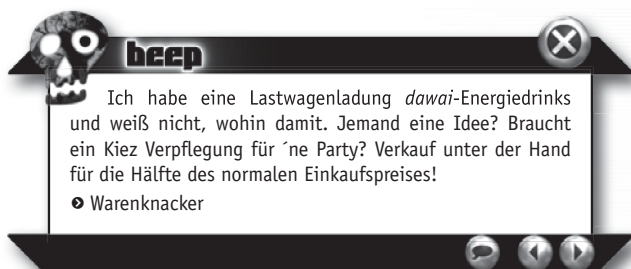 beep
Ich habe eine Lastwagenladung dawai-Energiedrinks
und weiß nicht, wohin damit. Jemand eine Idee? Braucht
ein Kiez Verpflegung für ´ne Party? Verkauf unter der Hand
für die Hälfte des normalen Einkaufspreises!
Warenknacker